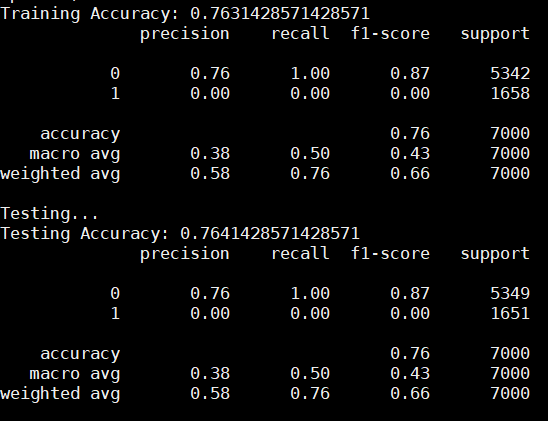 Training Accuracy: 0.7631428571428571
precision recall f1-score support
0 0.76 1.00 0.87 5342
1 0.00 0.00 0.00 1658
accuracy 0.76 7000
macro avg 0.38 0.50 0.43 7000
weighted avg 0.58 0.76 0.66 7000
Testing...
Testing Accuracy: 0.7641428571428571
precision recall f1-score support
0 0.76 1.00 0.87 5349
1 0.00 0.00 0.00 1651
accuracy 0.76 7000
macro avg 0.38 0.50 0.43 7000
weighted avg 0.58 0.76 0.66 7000